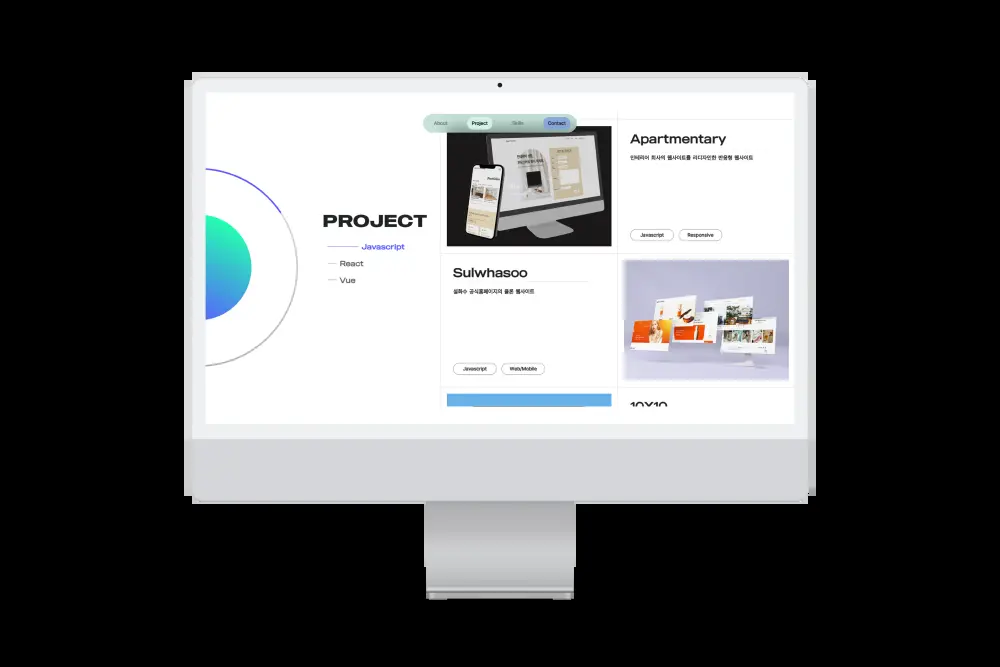 About
Project
Skills
Contact
PROJECT
Javascript
React
Vue
Apartmentary
인테리어 회사의 웹사이트를 리디자인한 반응형 웹사이트
Javascript
Responsive
Sulwhasoo
설화수 공식홈페이지의 클론 웹사이트
Javascript
Web/Mobile
10X10